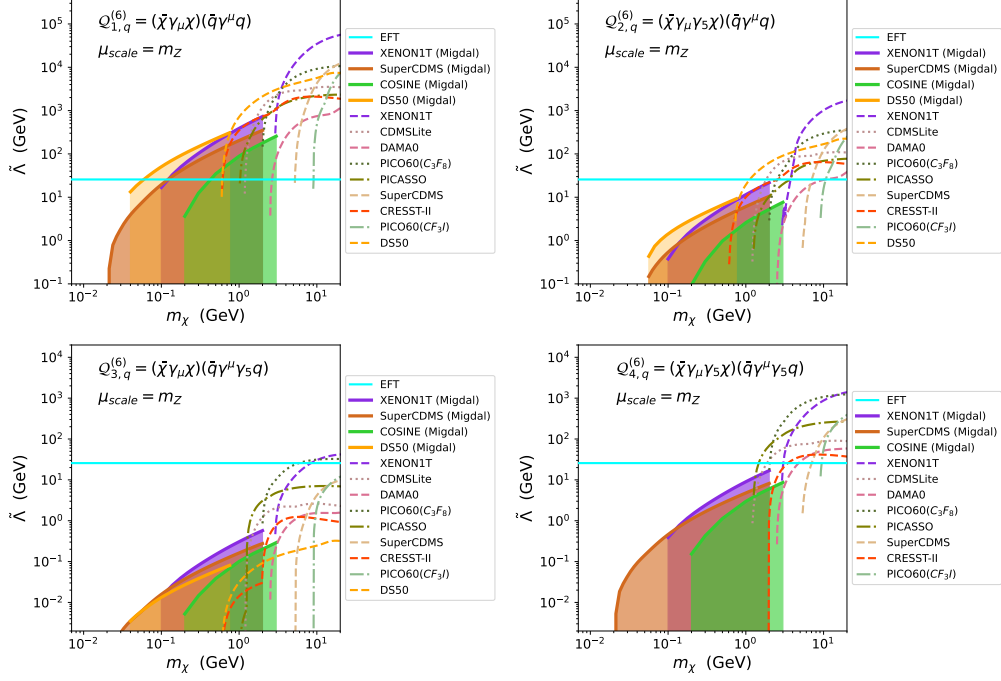 𝒬^{(6)}_{1,q} = (χ̄γ_μχ)(q̄γ^μq)
μ_{scale} = m_Z
10^5
10^4
10^3
10^2
10^1
10^0
10^{-1}
Λ̃ (GeV)
10^{-2} 10^{-1} 10^0 10^1
m_χ (GeV)
EFT
XENON1T (Migdal)
SuperCDMS (Migdal)
COSINE (Migdal)
DS50 (Migdal)
XENON1T
CDMSLite
DAMA0
PICO60(C_3F_8)
PICASSO
SuperCDMS
CRESST-II
PICO60(CF_3I)
DS50
𝒬^{(6)}_{2,q} = (χ̄γ_μγ_5χ)(q̄γ^μq)
μ_{scale} = m_Z
10^5
10^4
10^3
10^2
10^1
10^0
10^{-1}
Λ̃ (GeV)
10^{-2} 10^{-1} 10^0 10^1
m_χ (GeV)
EFT
XENON1T (Migdal)
SuperCDMS (Migdal)
COSINE (Migdal)
DS50 (Migdal)
XENON1T
CDMSLite
DAMA0
PICO60(C_3F_8)
PICASSO
SuperCDMS
CRESST-II
PICO60(CF_3I)
DS50
𝒬^{(6)}_{3,q} = (χ̄γ_μχ)(q̄γ^μγ_5q)
μ_{scale} = m_Z
10^4
10^3
10^2
10^1
10^0
10^{-1}
10^{-2}
Λ̃ (GeV)
10^{-2} 10^{-1} 10^0 10^1
m_χ (GeV)
EFT
XENON1T (Migdal)
SuperCDMS (Migdal)
COSINE (Migdal)
DS50 (Migdal)
XENON1T
CDMSLite
DAMA0
PICO60(C_3F_8)
PICASSO
SuperCDMS
CRESST-II
PICO60(CF_3I)
DS50
𝒬^{(6)}_{4,q} = (χ̄γ_μγ_5χ)(q̄γ^μγ_5q)
μ_{scale} = m_Z
10^4
10^3
10^2
10^1
10^0
10^{-1}
10^{-2}
Λ̃ (GeV)
10^{-2} 10^{-1} 10^0 10^1
m_χ (GeV)
EFT
XENON1T (Migdal)
SuperCDMS (Migdal)
COSINE (Migdal)
XENON1T
CDMSLite
DAMA0
PICO60(C_3F_8)
PICASSO
SuperCDMS
CRESST-II
PICO60(CF_3I)